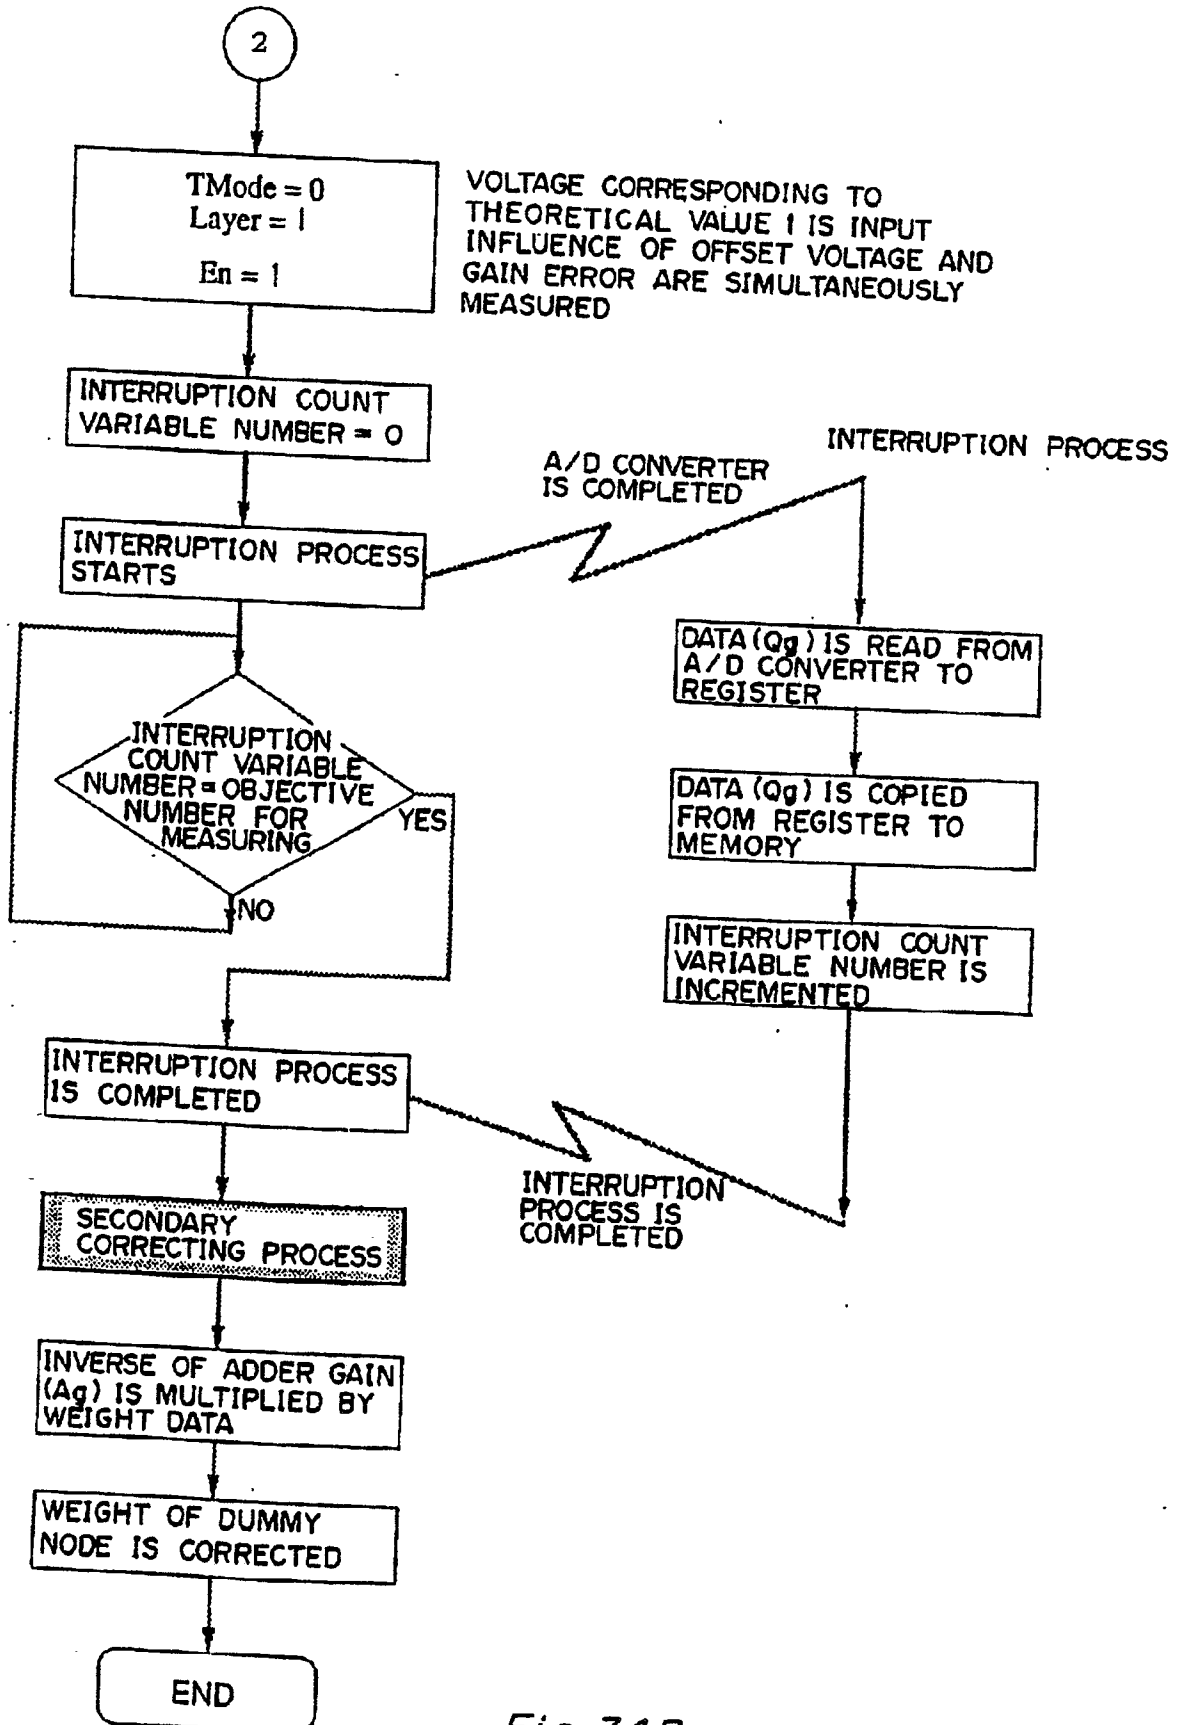 2
TMode = 0
Layer = 1
En = 1
VOLTAGE CORRESPONDING TO
THEORETICAL VALUE 1 IS INPUT
INFLUENCE OF OFFSET VOLTAGE AND
GAIN ERROR ARE SIMULTANEOUSLY
MEASURED
INTERRUPTION COUNT
VARIABLE NUMBER = 0
INTERRUPTION PROCESS
STARTS
A/D CONVERTER
IS COMPLETED
INTERRUPTION PROCESS
DATA (Qg) IS READ FROM
A/D CONVERTER TO
REGISTER
DATA (Qg) IS COPIED
FROM REGISTER TO
MEMORY
INTERRUPTION COUNT
VARIABLE NUMBER IS
INCREMENTED
INTERRUPTION
COUNT VARIABLE
NUMBER = OBJECTIVE
NUMBER FOR
MEASURING
YES
NO
INTERRUPTION PROCESS
IS COMPLETED
INTERRUPTION
PROCESS IS
COMPLETED
SECONDARY
CORRECTING PROCESS
INVERSE OF ADDER GAIN
(Ag) IS MULTIPLIED BY
WEIGHT DATA
WEIGHT OF DUMMY
NODE IS CORRECTED
END